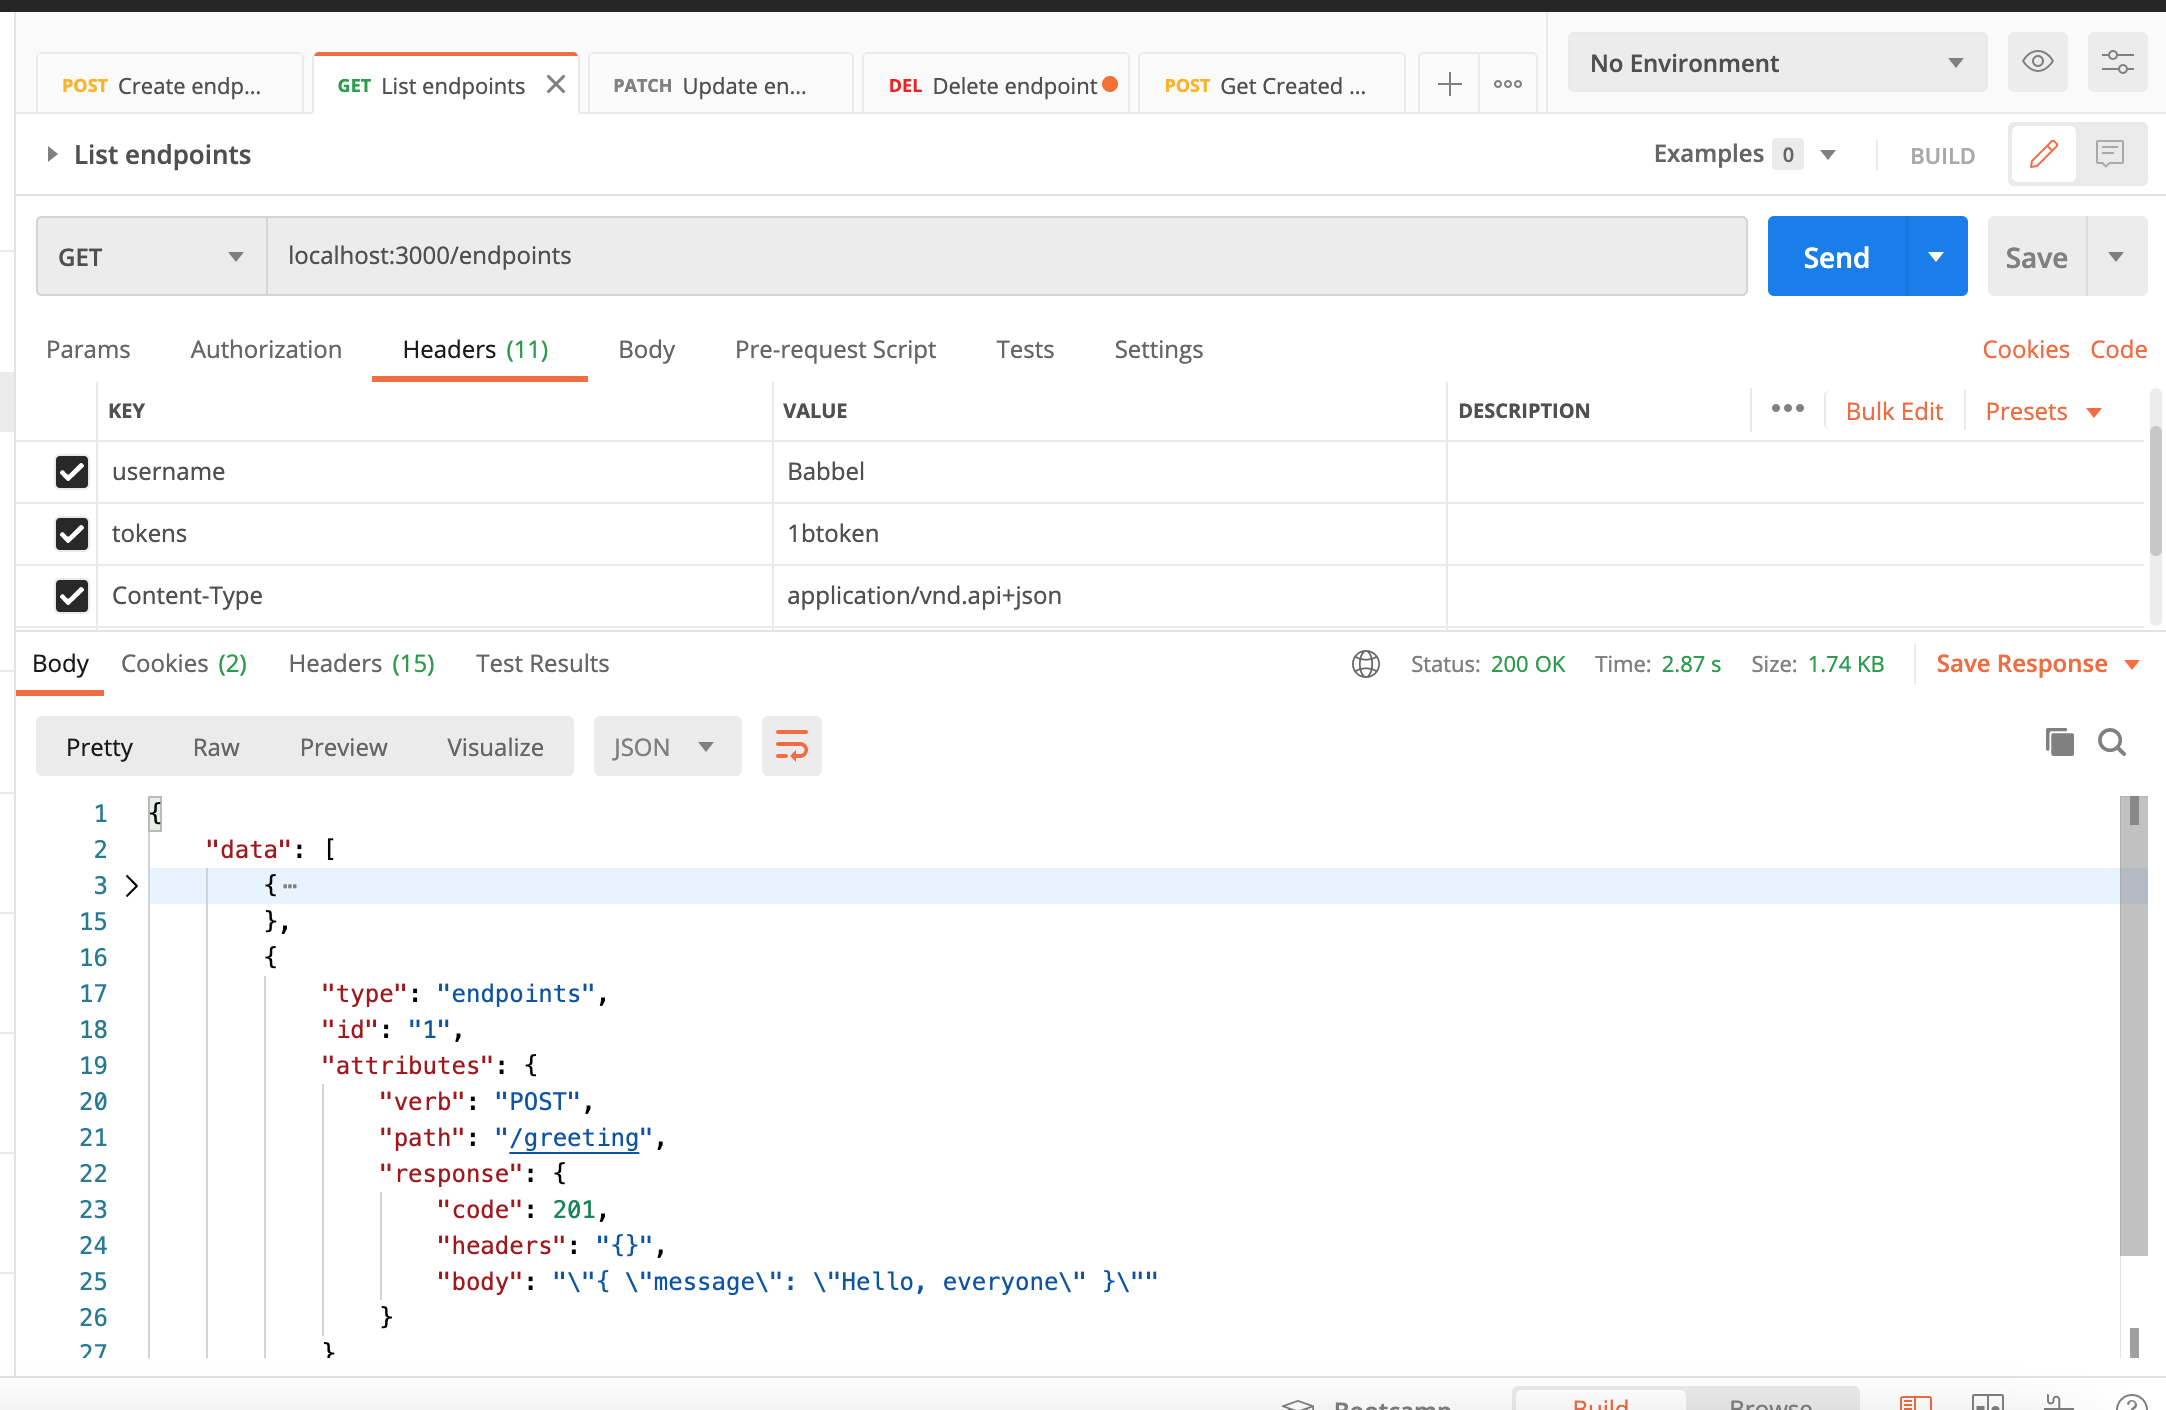 POST Create endp... GET List endpoints PATCH Update en... DEL Delete endpoint POST Get Created ... No Environment
List endpoints Examples 0 BUILD
GET localhost:3000/endpoints Send Save
Params Authorization Headers (11) Body Pre-request Script Tests Settings Cookies Code
KEY VALUE DESCRIPTION ••• Bulk Edit Presets
username Babbel
tokens 1btoken
Content-Type application/vnd.api+json
Body Cookies (2) Headers (15) Test Results Status: 200 OK Time: 2.87 s Size: 1.74 KB Save Response
Pretty Raw Preview Visualize JSON
1 {
2 "data": [
3 { ...
15 },
16 {
17 "type": "endpoints",
18 "id": "1",
19 "attributes": {
20 "verb": "POST",
21 "path": "/greeting",
22 "response": {
23 "code": 201,
24 "headers": "{}",
25 "body": "\"{ \"message\": \"Hello, everyone\" }\""
26 }
27 }
Bootcamp Build Browse